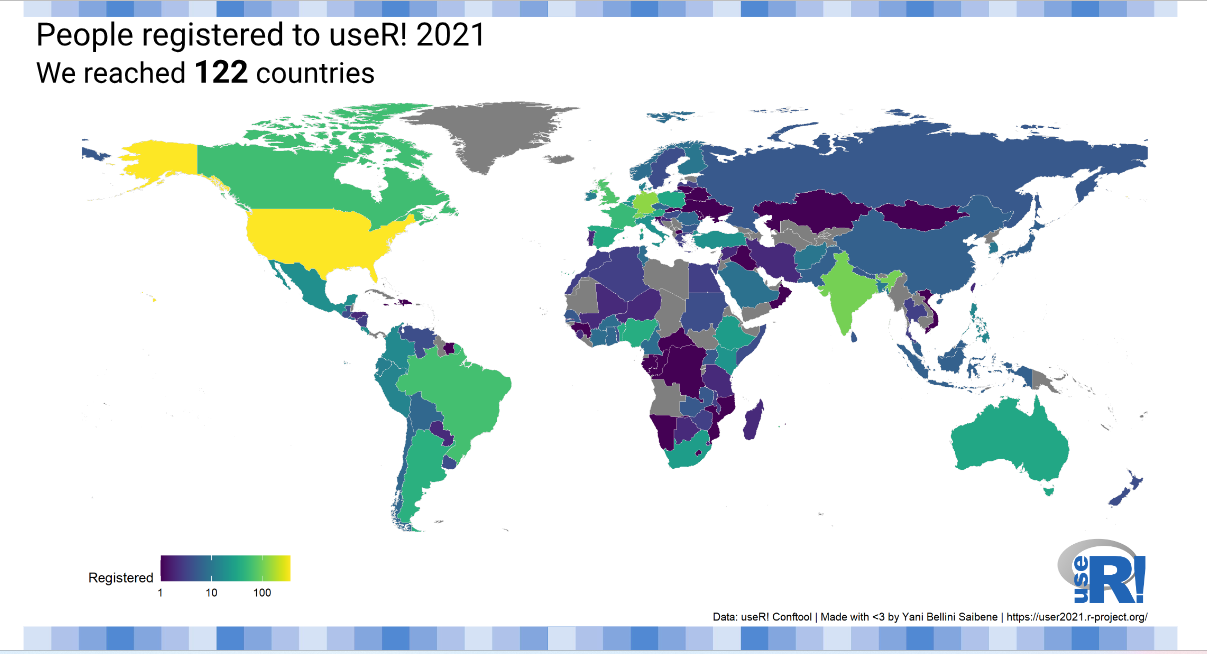 People registered to useR! 2021
We reached 122 countries
Registered
1 10 100
use R!
Data: useR! Conftool | Made with <3 by Yani Bellini Saibene | https://user2021.r-project.org/